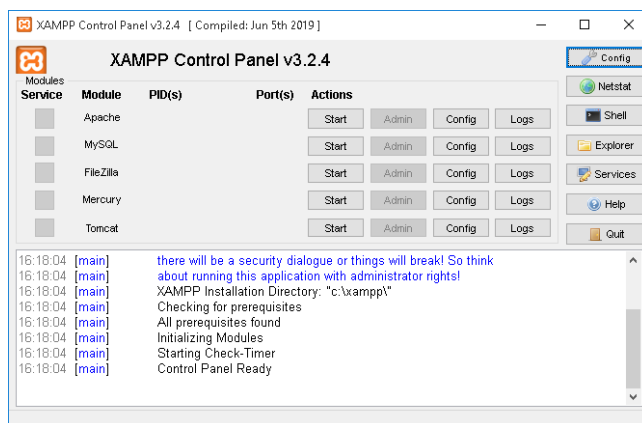 XAMPP Control Panel v3.2.4 [ Compiled: Jun 5th 2019 ]
XAMPP Control Panel v3.2.4
Config
Modules
Service Module PID(s) Port(s) Actions
Netstat
Apache Start Admin Config Logs
Shell
MySQL Start Admin Config Logs
Explorer
FileZilla Start Admin Config Logs
Services
Mercury Start Admin Config Logs
Help
Tomcat Start Admin Config Logs
Quit
16:18:04 [main] there will be a security dialogue or things will break! So think
16:18:04 [main] about running this application with administrator rights!
16:18:04 [main] XAMPP Installation Directory: "c:\xampp\"
16:18:04 [main] Checking for prerequisites
16:18:04 [main] All prerequisites found
16:18:04 [main] Initializing Modules
16:18:04 [main] Starting Check-Timer
16:18:04 [main] Control Panel Ready